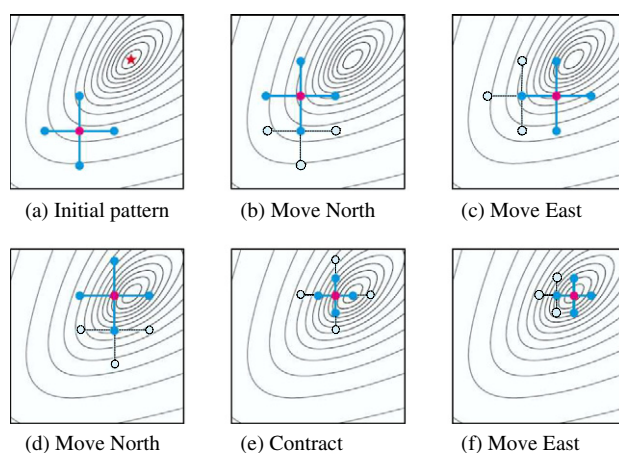 (a) Initial pattern
(b) Move North
(c) Move East
(d) Move North
(e) Contract
(f) Move East